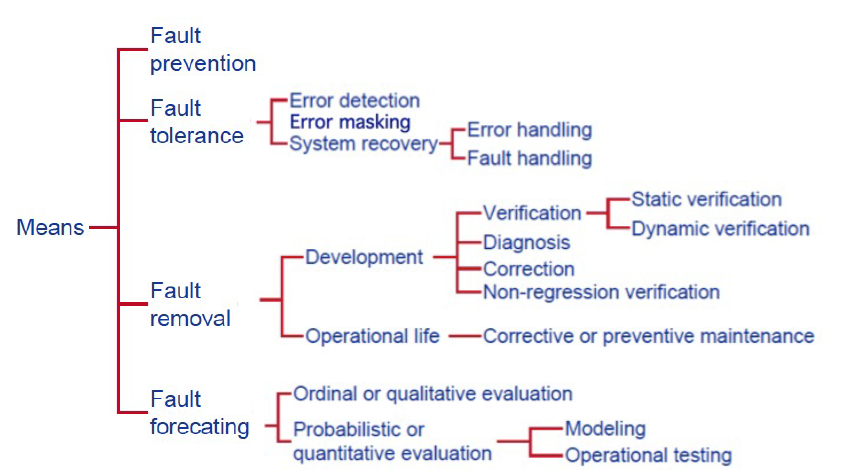 Fault
prevention
Fault
tolerance
Error detection
Error masking
System recovery
Error handling
Fault handling
Means
Fault
removal
Development
Verification
Static verification
Dynamic verification
Diagnosis
Correction
Non-regression verification
Operational life
Corrective or preventive maintenance
Fault
forecating
Ordinal or qualitative evaluation
Probabilistic or
quantitative evaluation
Modeling
Operational testing